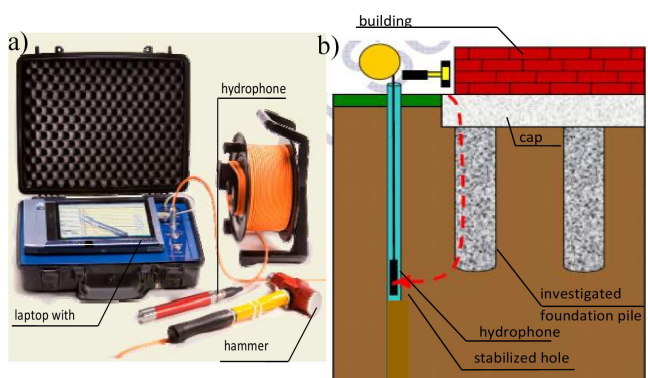 a)
hydrophone
laptop with
hammer
b)
building
cap
investigated
foundation pile
hydrophone
stabilized hole